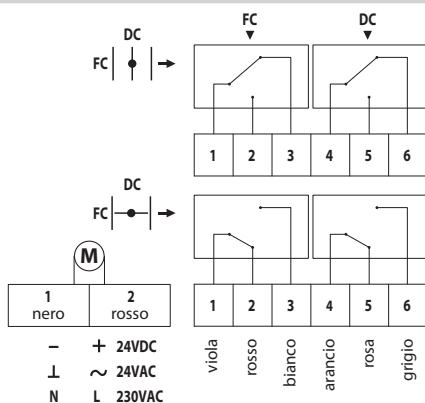 FC DC
DC
FC
1 2 3 4 5 6
DC
FC
M
1 2
nero rosso
1 2 3 4 5 6
viola rosso bianco arancio rosa grigio
– + 24VDC
⊥ ~ 24VAC
N L 230VAC